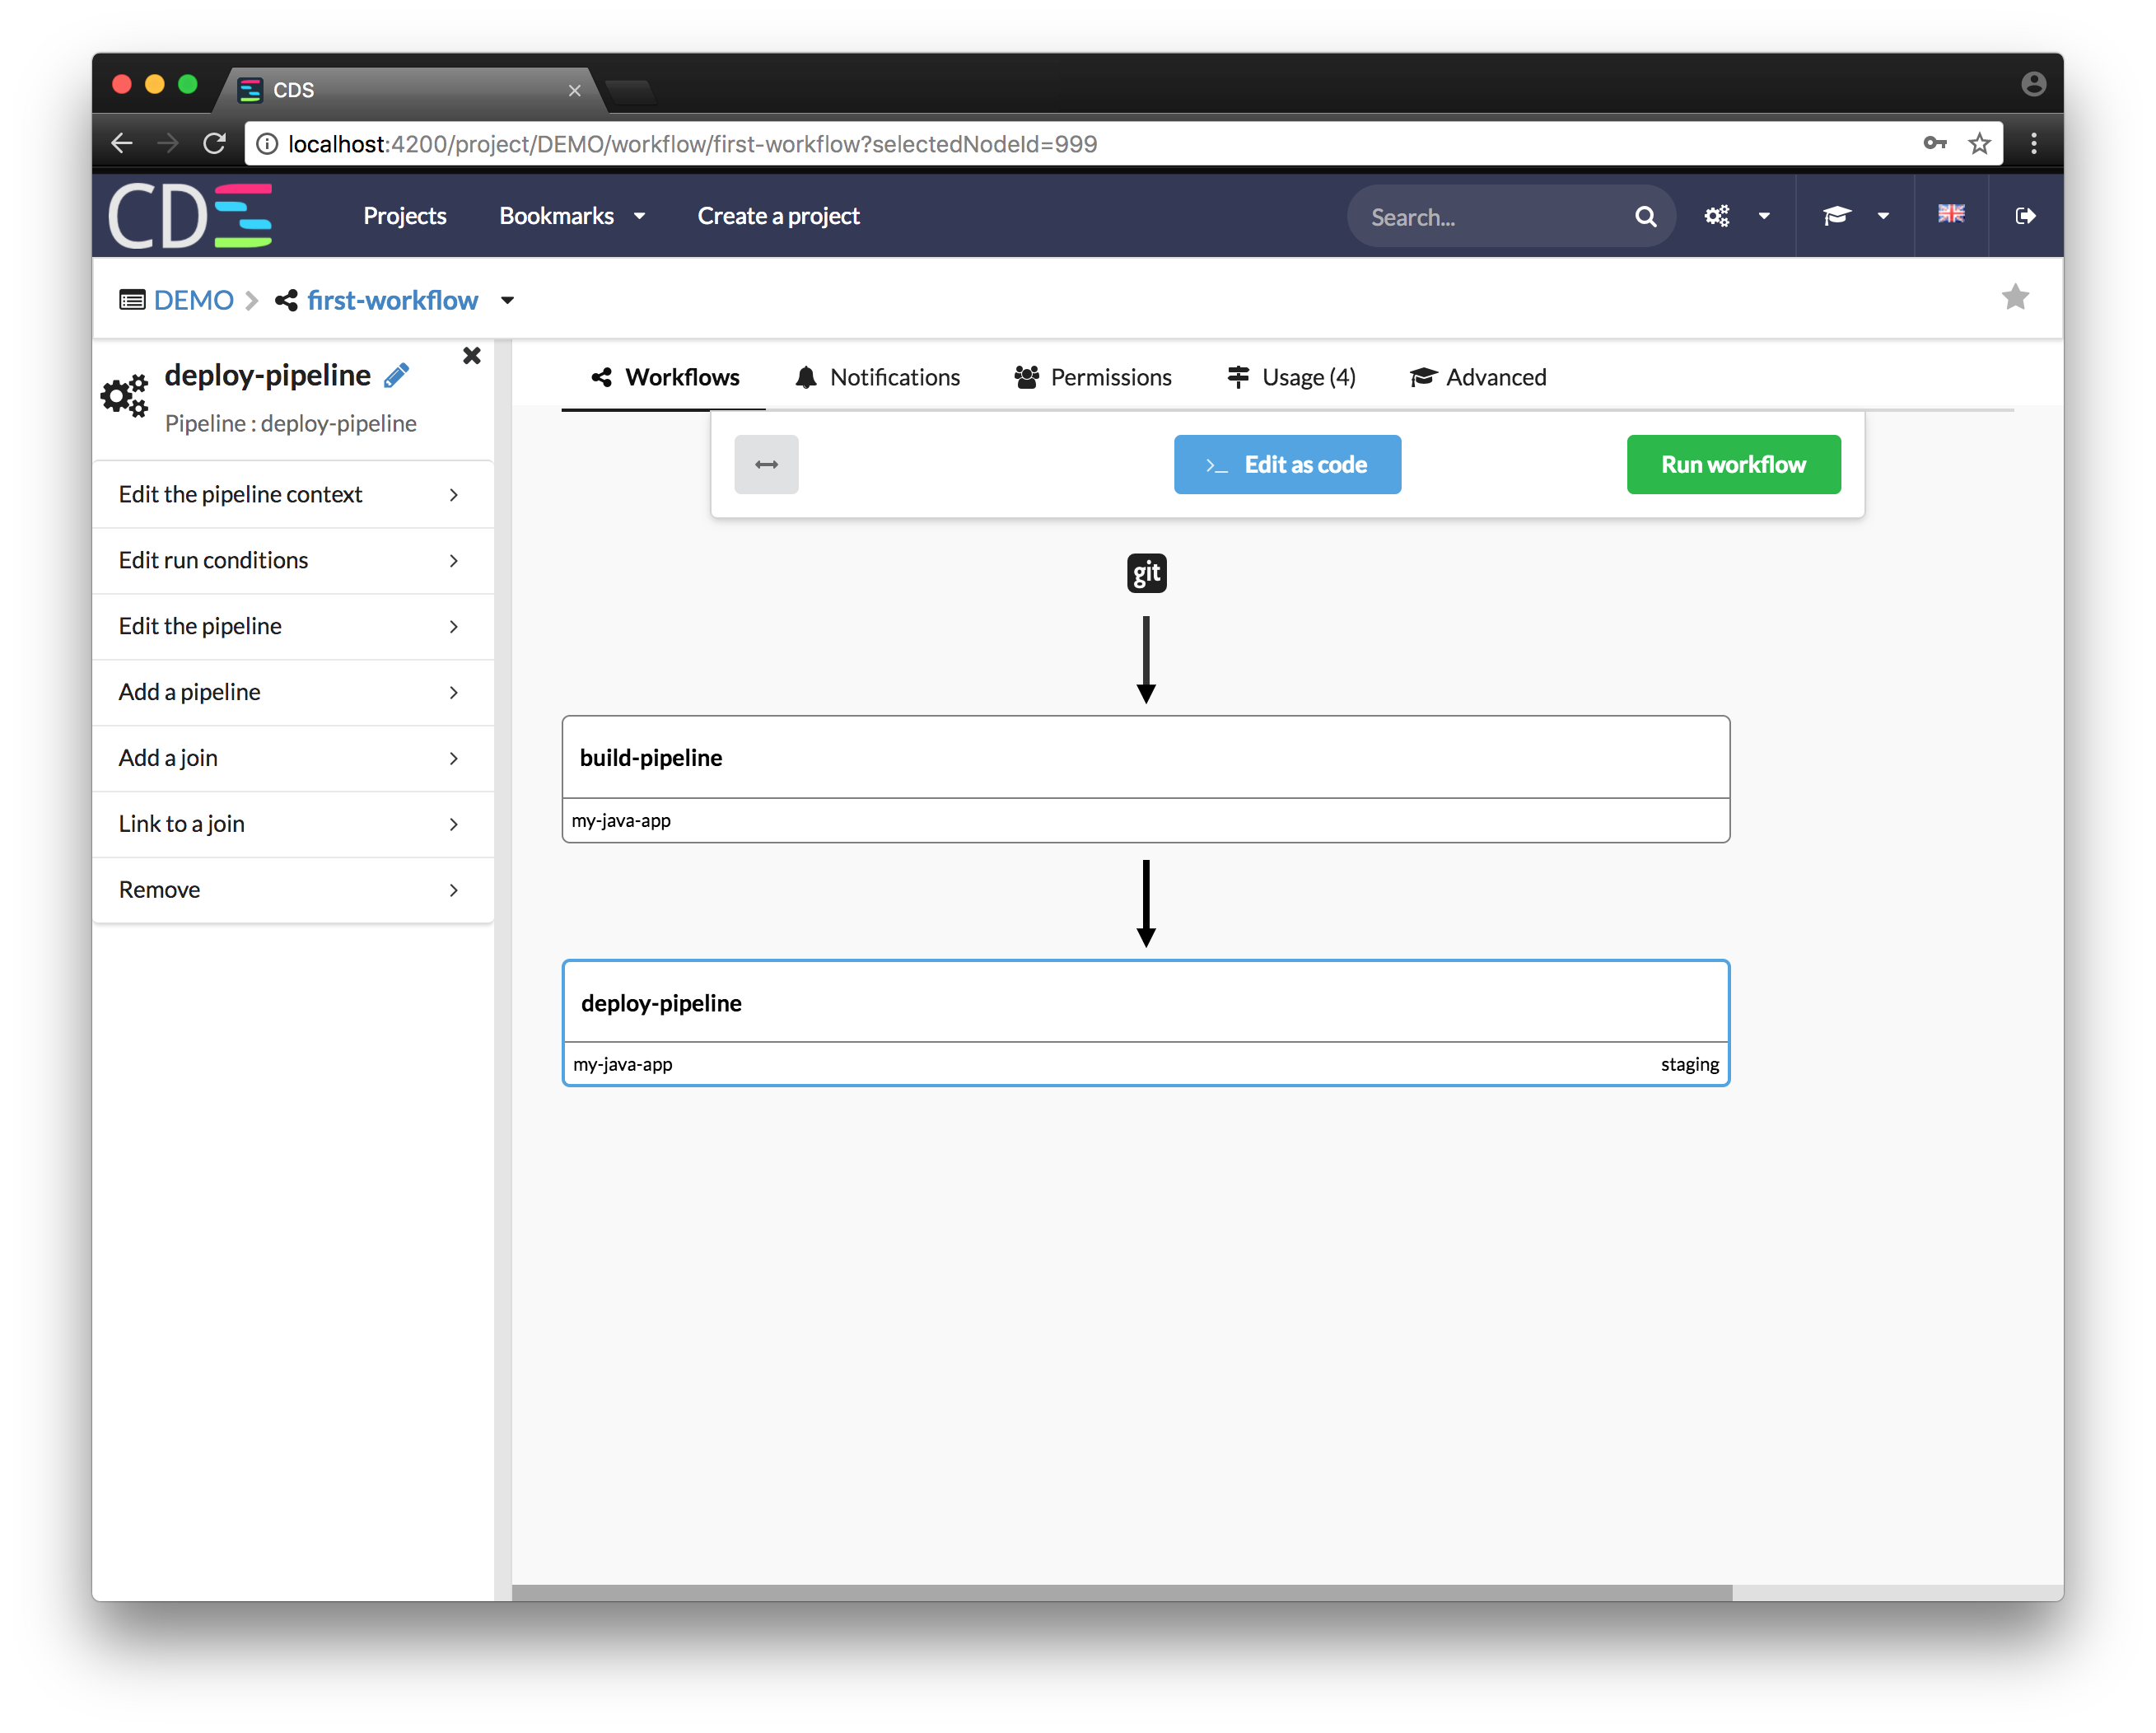 CDS
localhost:4200/project/DEMO/workflow/first-workflow?selectedNodeId=999
CDS Projects Bookmarks Create a project Search...
DEMO first-workflow
deploy-pipeline
Pipeline : deploy-pipeline
Edit the pipeline context
Edit run conditions
Edit the pipeline
Add a pipeline
Add a join
Link to a join
Remove
Workflows Notifications Permissions Usage (4) Advanced
>_ Edit as code Run workflow
git
build-pipeline
my-java-app
deploy-pipeline
my-java-app staging